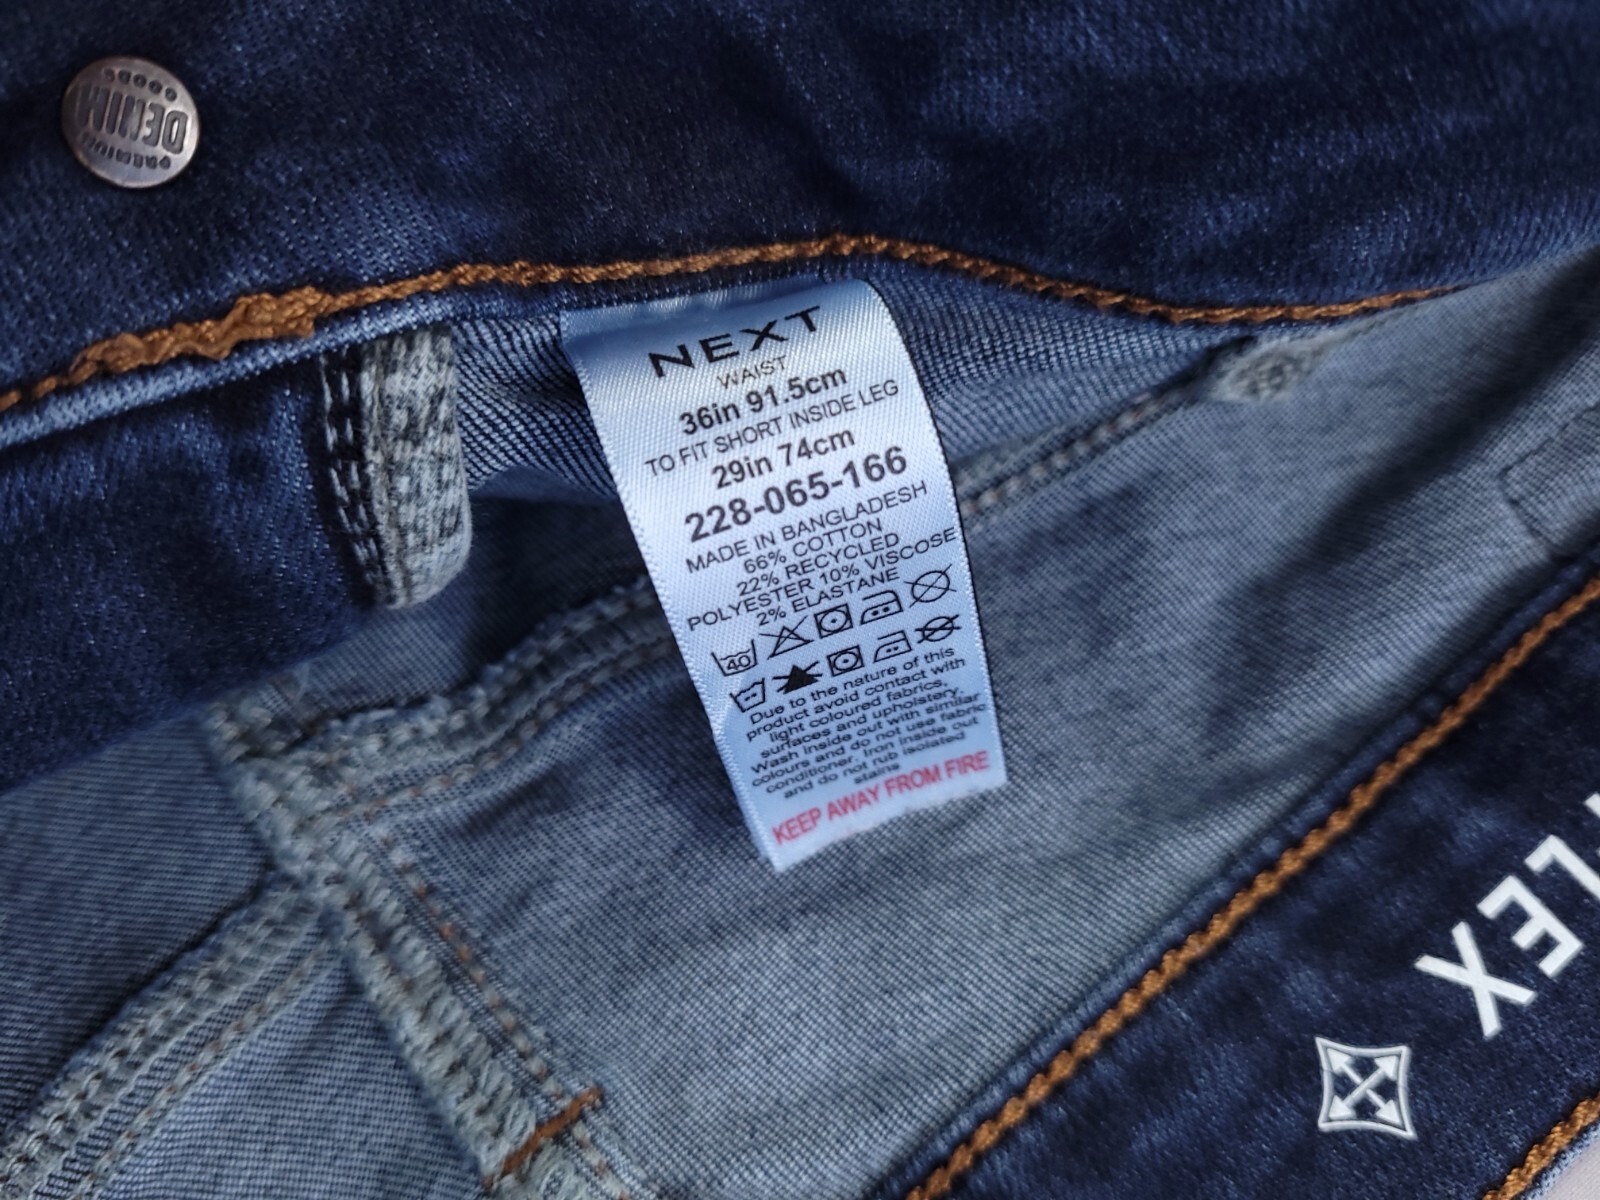 PREMIUM
DENIM
GOODS
NEXT
WAIST
36in 91.5cm
TO FIT SHORT INSIDE LEG
29in 74cm
228-065-166
MADE IN BANGLADESH
66% COTTON
22% RECYCLED
POLYESTER 10% VISCOSE
2% ELASTANE
40
Due to the nature of this
product avoid contact with
light coloured fabrics,
surfaces and upholstery.
Wash inside out with similar
colours and do not use fabric
conditioner. Iron inside out
and do not rub isolated
stains
KEEP AWAY FROM FIRE
LEX